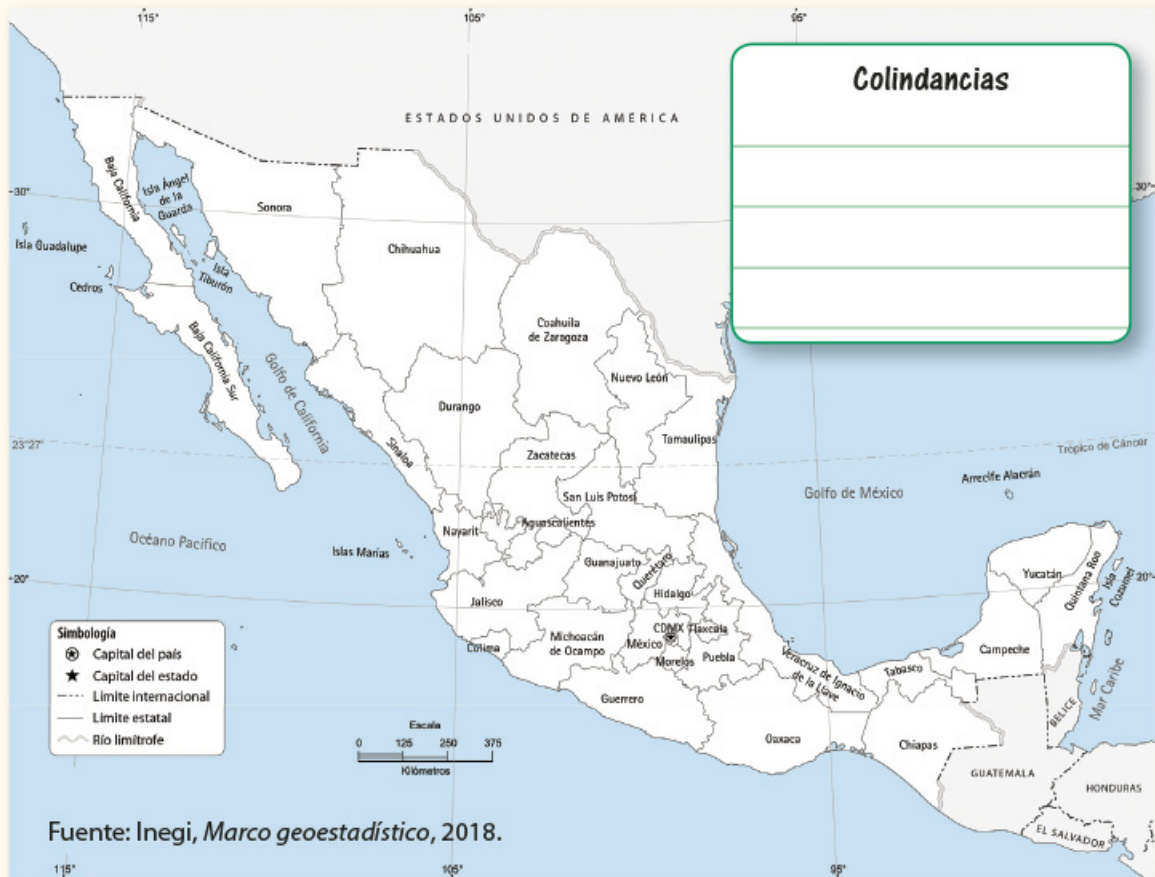 115°
105°
95°
Colindancias
ESTADOS UNIDOS DE AMÉRICA
30°
30°
Baja California
Isla Ángel
de la
Guarda
Sonora
Isla Guadalupe
Isla
Tiburón
Chihuahua
Cedros
Coahuila
de Zaragoza
Baja California Sur
Golfo de California
Nuevo León
Durango
Sinaloa
Tamaulipas
23°27'
Trópico de Cáncer
Zacatecas
Arrecife Alacrán
Golfo de México
San Luis Potosí
Aguascalientes
Nayarit
Océano Pacífico
Islas Marías
Guanajuato
Querétaro
Hidalgo
Yucatán
Quintana Roo
Isla
Cozumel
20°
20°
Jalisco
Michoacán
de Ocampo
México
CDMX
Tlaxcala
Colima
Morelos
Puebla
Veracruz de Ignacio
de la Llave
Tabasco
Campeche
Guerrero
Mar Caribe
BELICE
Oaxaca
Chiapas
GUATEMALA
HONDURAS
EL SALVADOR
Simbología
Capital del país
Capital del estado
Límite internacional
Límite estatal
Río limítrofe
Escala
0 125 250 375
Kilómetros
Fuente: Inegi, Marco geoestadístico, 2018.
115°
105°
95°